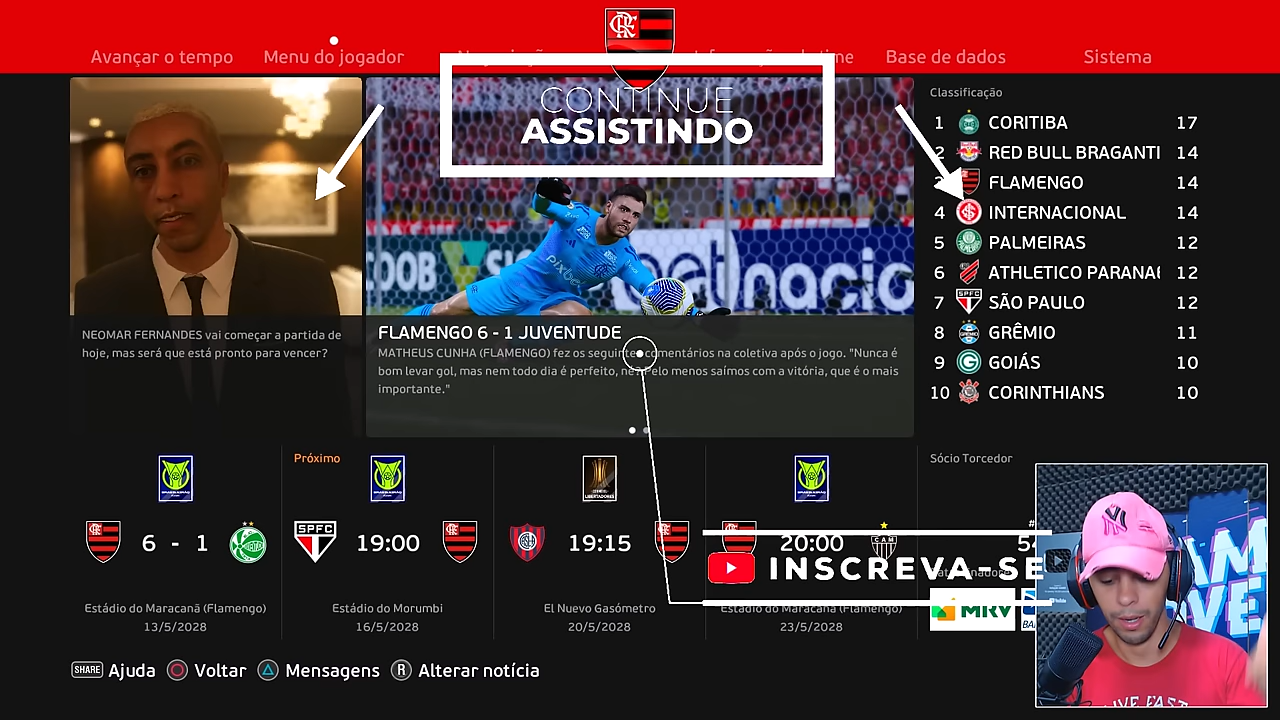 Avançar o tempo
Menu do jogador
Base de dados
Sistema
CONTINUE
ASSISTINDO
Classificação
1 CORITIBA 17
2 RED BULL BRAGANTI 14
FLAMENGO 14
4 INTERNACIONAL 14
5 PALMEIRAS 12
6 ATHLETICO PARANA 12
7 SÃO PAULO 12
8 GRÊMIO 11
9 GOIÁS 10
10 CORINTHIANS 10
NEOMAR FERNANDES vai começar a partida de
hoje, mas será que está pronto para vencer?
FLAMENGO 6 - 1 JUVENTUDE
MATHEUS CUNHA (FLAMENGO) fez os seguintes comentários na coletiva após o jogo. "Nunca é
bom levar gol, mas nem todo dia é perfeito, né? Pelo menos saímos com a vitória, que é o mais
importante."
Próximo
Sócio Torcedor
6 - 1
SPFC
19:00
19:15
20:00
INSCREVA-SE
Estádio do Maracanã (Flamengo)
13/5/2028
Estádio do Morumbi
16/5/2028
El Nuevo Gasómetro
20/5/2028
Estádio do Maracanã (Flamengo)
23/5/2028
MRV
SHARE Ajuda
Voltar
Mensagens
R Alterar notícia